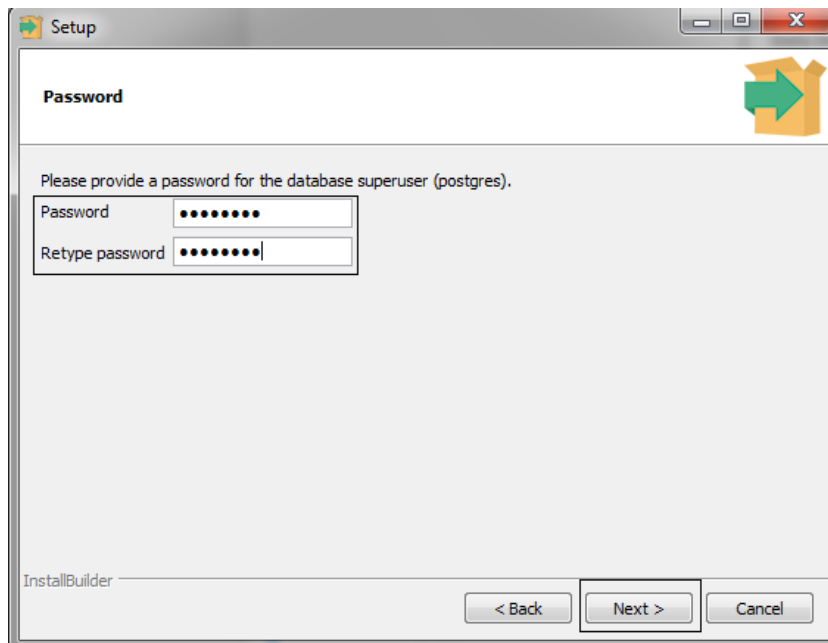 Setup
Password
Please provide a password for the database superuser (postgres).
Password ••••••••
Retype password ••••••••
InstallBuilder
< Back Next > Cancel